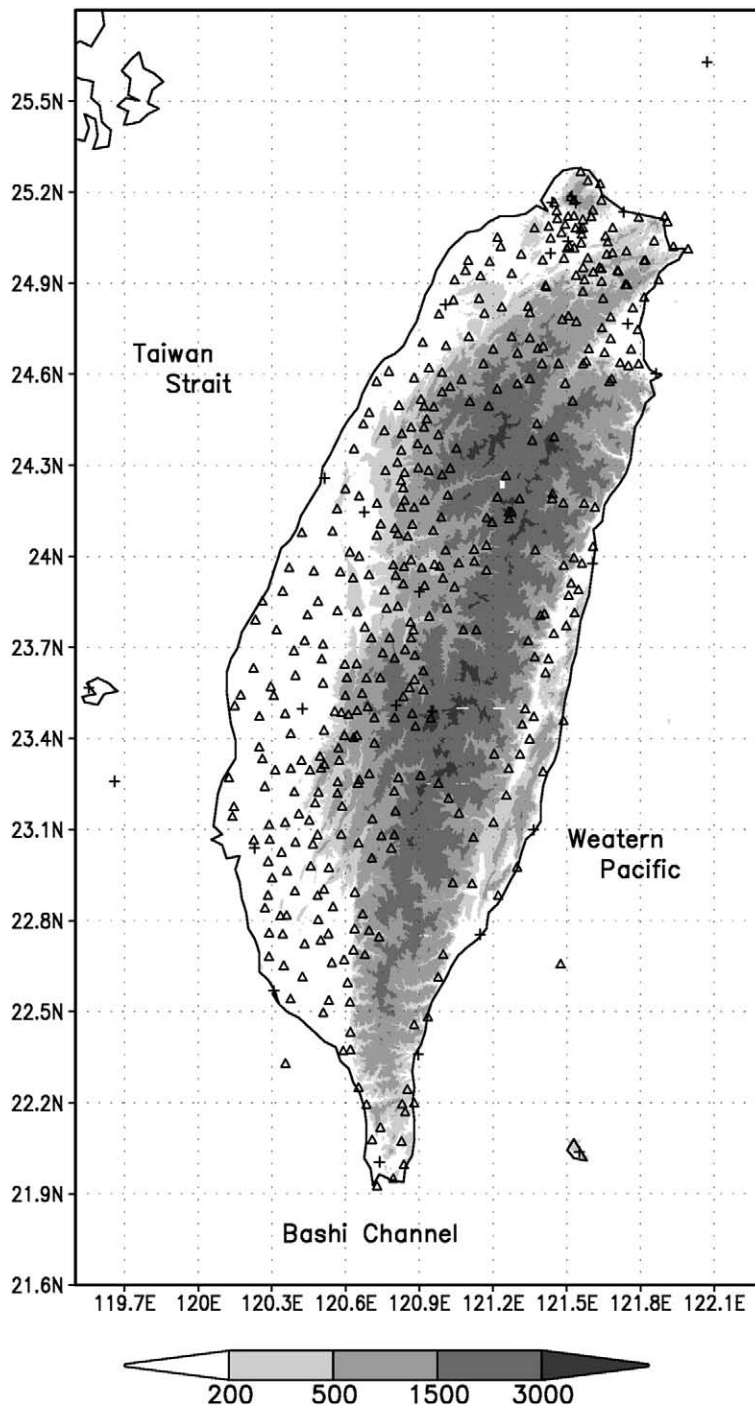 25.5N
25.2N
24.9N
Taiwan
Strait
24.6N
24.3N
24N
23.7N
23.4N
23.1N
Weatern
Pacific
22.8N
22.5N
22.2N
21.9N
Bashi Channel
21.6N
119.7E 120E 120.3E 120.6E 120.9E 121.2E 121.5E 121.8E 122.1E
200 500 1500 3000